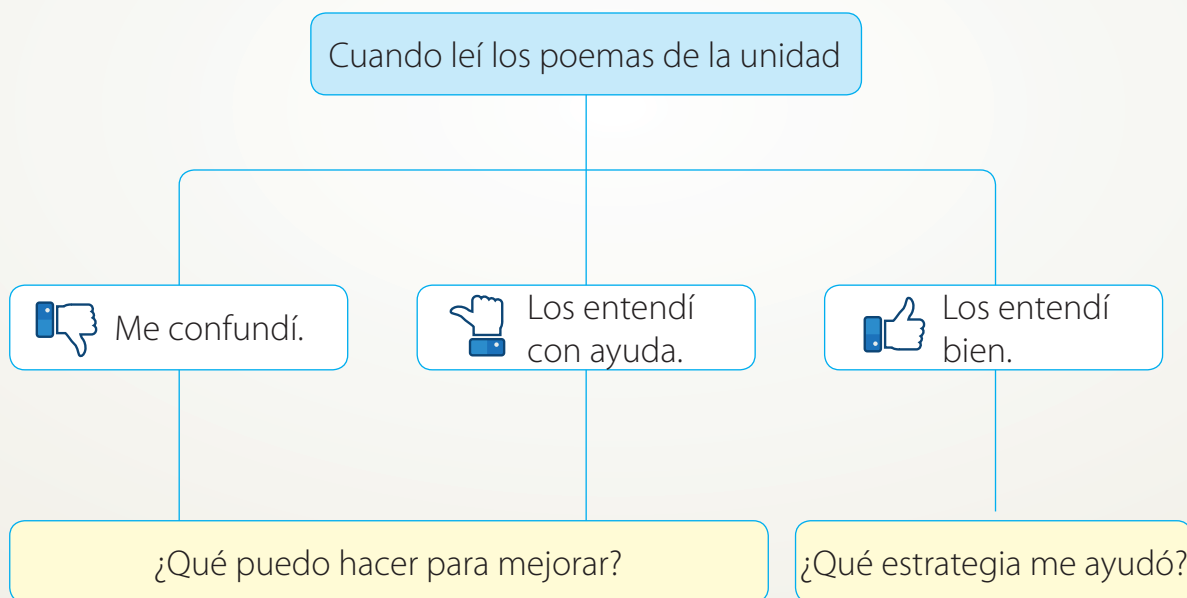 Cuando leí los poemas de la unidad
Me confundí.
Los entendí
con ayuda.
Los entendí
bien.
¿Qué puedo hacer para mejorar?
¿Qué estrategia me ayudó?